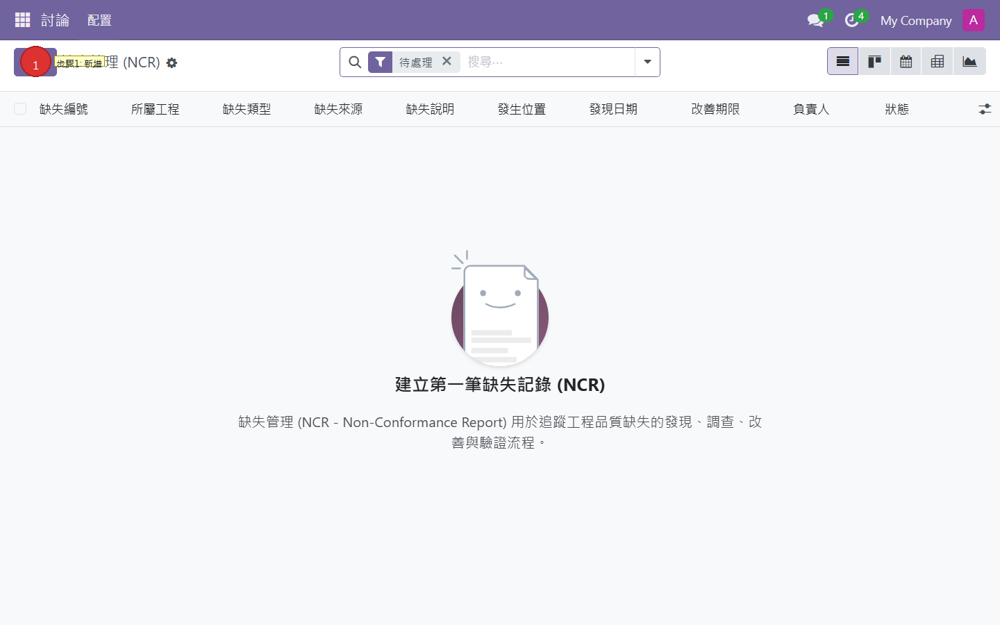 討論 配置 1 4 My Company A
1 步驟1: 新增 理 (NCR) 待處理 搜尋...
缺失編號 所屬工程 缺失類型 缺失來源 缺失說明 發生位置 發現日期 改善期限 負責人 狀態
建立第一筆缺失記錄 (NCR)
缺失管理 (NCR - Non-Conformance Report) 用於追蹤工程品質缺失的發現、調查、改
善與驗證流程。